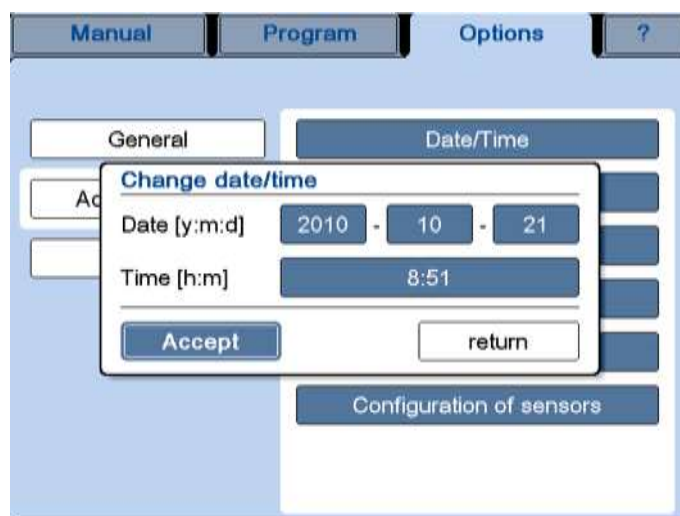 Manual Program Options ?
General Date/Time
Change date/time
Date [y:m:d] 2010 - 10 - 21
Time [h:m] 8:51
Accept return
Configuration of sensors